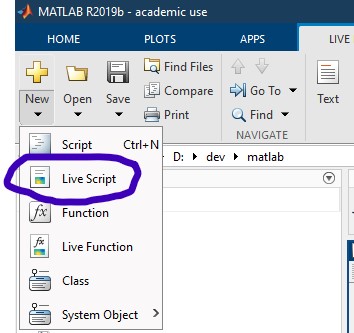 MATLAB R2019b - academic use
HOME PLOTS APPS LIVE
New Open Save Find Files Compare Print Go To Find Text
NAVIGATE
D: dev matlab
Script Ctrl+N
Live Script
Function
Live Function
Class
System Object